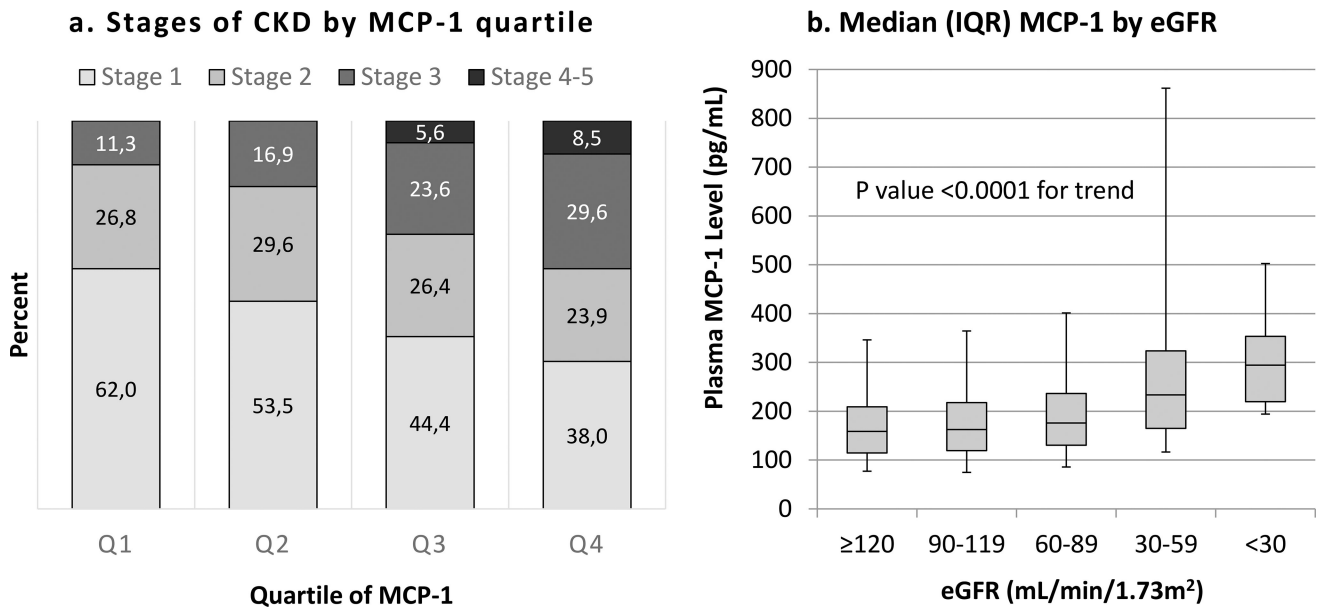 a. Stages of CKD by MCP-1 quartile
Stage 1 Stage 2 Stage 3 Stage 4-5
Percent
11,3
26,8
62,0
16,9
29,6
53,5
5,6
23,6
26,4
44,4
8,5
29,6
23,9
38,0
Q1 Q2 Q3 Q4
Quartile of MCP-1
b. Median (IQR) MCP-1 by eGFR
Plasma MCP-1 Level (pg/mL)
900
800
700
600
500
400
300
200
100
0
P value <0.0001 for trend
≥120 90-119 60-89 30-59 <30
eGFR (mL/min/1.73m²)